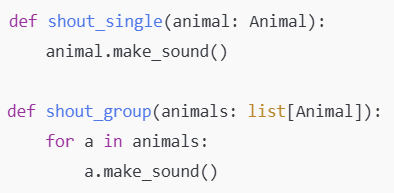 def shout_single(animal: Animal):
    animal.make_sound()

def shout_group(animals: list[Animal]):
    for a in animals:
        a.make_sound()